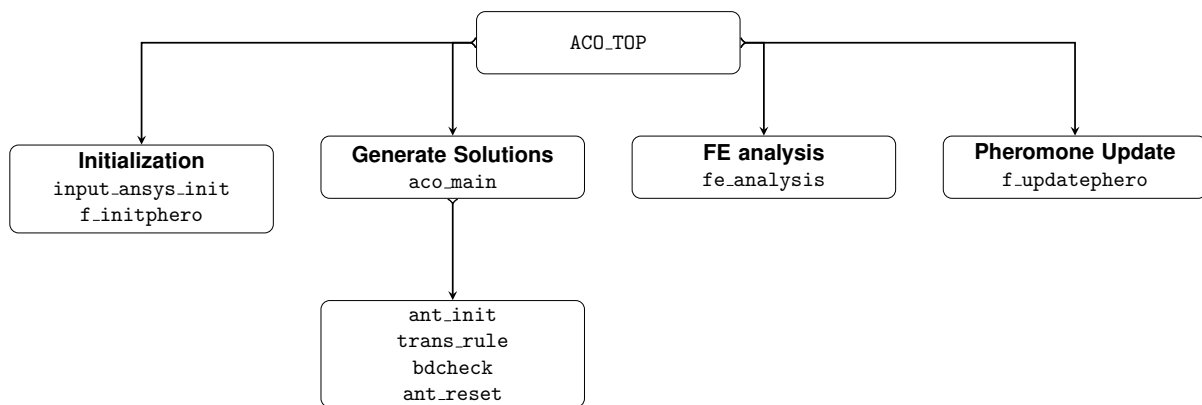 ACO_TOP
Initialization
input_ansys_init
f_initphero
Generate Solutions
aco_main
FE analysis
fe_analysis
Pheromone Update
f_updatephero
ant_init
trans_rule
bdcheck
ant_reset